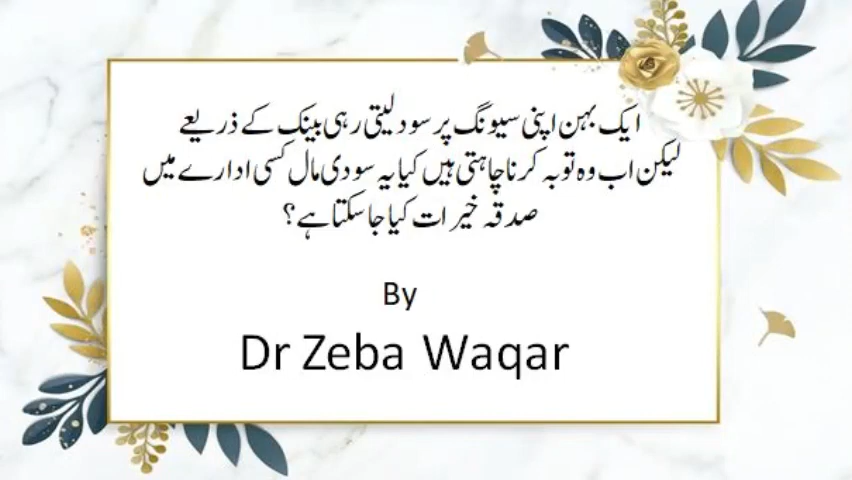 ایک بہن اپنی سیونگ پر سود لیتی رہی بینک کے ذریعے
لیکن اب وہ توبہ کرنا چاہتی ہیں کیا یہ سودی مال کسی ادارے میں
صدقہ خیرات کیا جا سکتا ہے؟
By
Dr Zeba Waqar